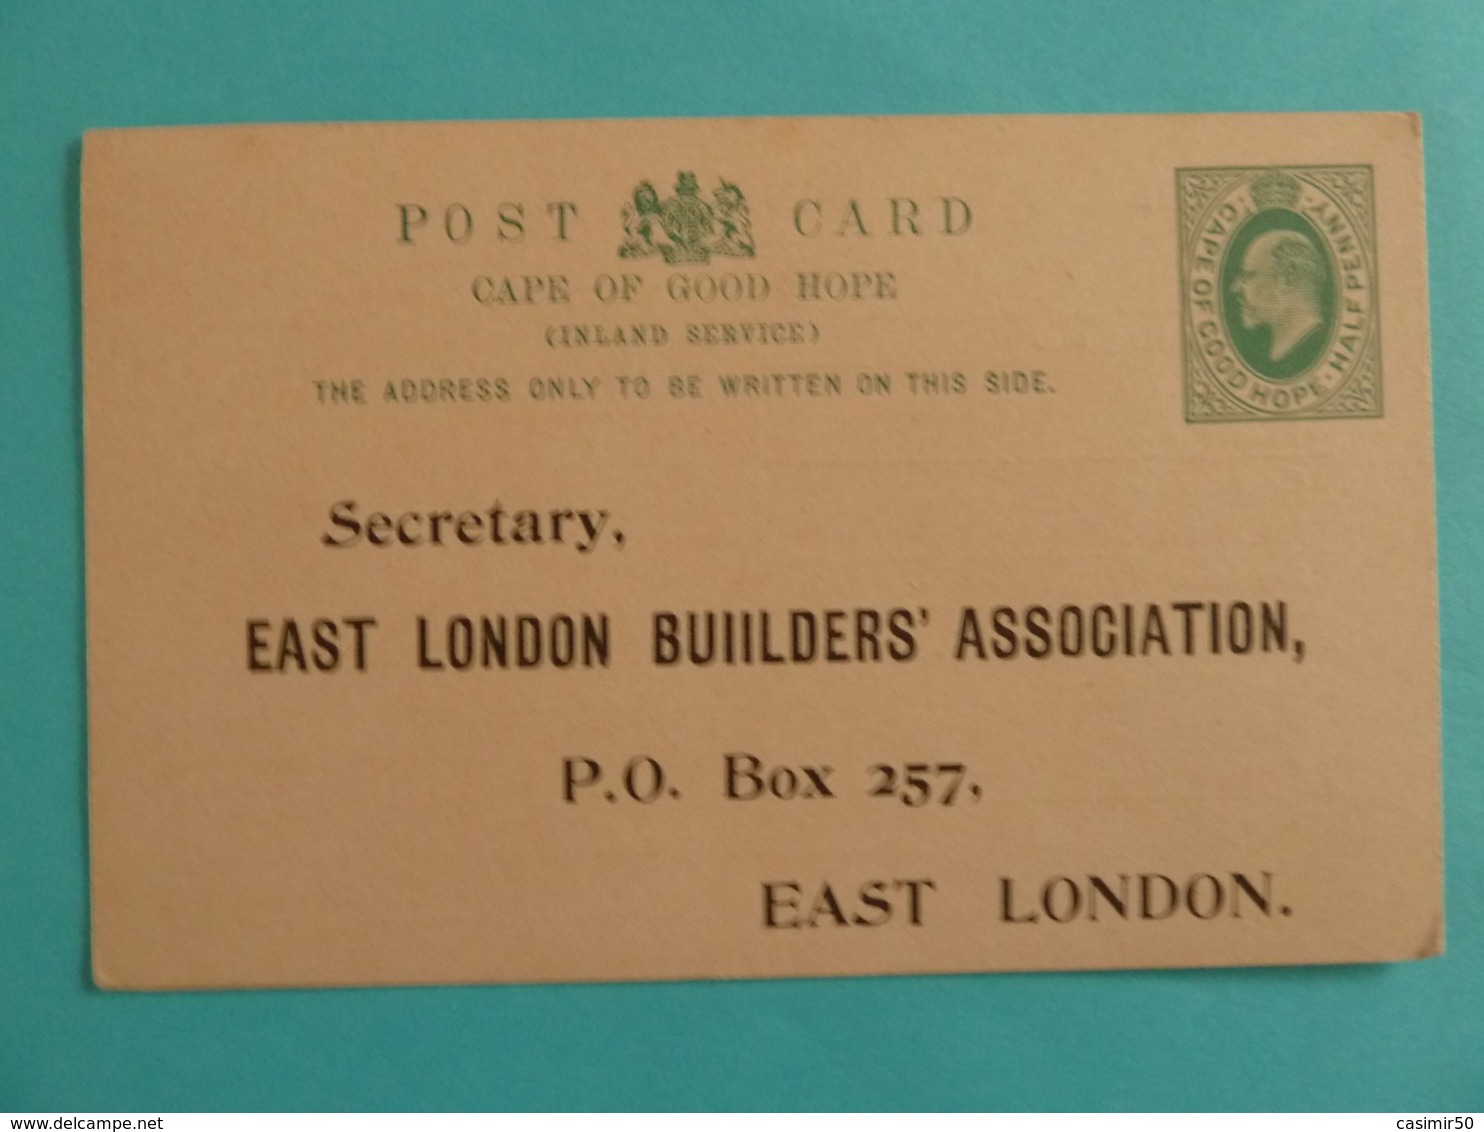 POST CARD
CAPE OF GOOD HOPE
(INLAND SERVICE)
THE ADDRESS ONLY TO BE WRITTEN ON THIS SIDE.
CAPE OF GOOD HOPE · HALF PENNY
Secretary,
EAST LONDON BUIILDERS' ASSOCIATION,
P.O. Box 257,
EAST LONDON.
© delcampe.net
casimir50